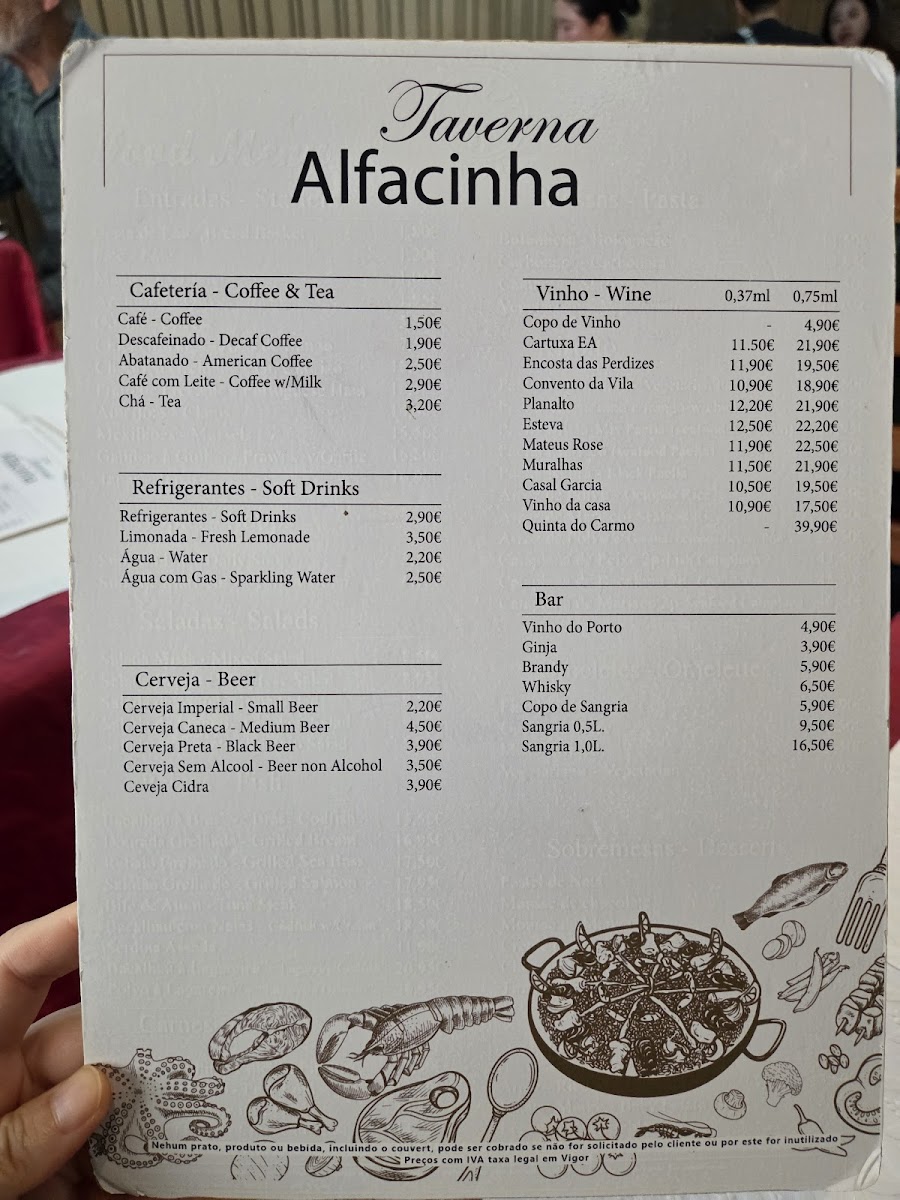 Taverna
Alfacinha
Cafetería - Coffee & Tea
Café - Coffee 1,50€
Descafeinado - Decaf Coffee 1,90€
Abatanado - American Coffee 2,50€
Café com Leite - Coffee w/Milk 2,90€
Chá - Tea 3,20€
Refrigerantes - Soft Drinks
Refrigerantes - Soft Drinks 2,90€
Limonada - Fresh Lemonade 3,50€
Água - Water 2,20€
Água com Gas - Sparkling Water 2,50€
Cerveja - Beer
Cerveja Imperial - Small Beer 2,20€
Cerveja Caneca - Medium Beer 4,50€
Cerveja Preta - Black Beer 3,90€
Cerveja Sem Alcool - Beer non Alcohol 3,50€
Ceveja Cidra 3,90€
Vinho - Wine 0,37ml 0,75ml
Copo de Vinho - 4,90€
Cartuxa EA 11.50€ 21,90€
Encosta das Perdizes 11,90€ 19,50€
Convento da Vila 10,90€ 18,90€
Planalto 12,20€ 21,90€
Esteva 12,50€ 22,20€
Mateus Rose 11,90€ 22,50€
Muralhas 11,50€ 21,90€
Casal Garcia 10,50€ 19,50€
Vinho da casa 10,90€ 17,50€
Quinta do Carmo - 39,90€
Bar
Vinho do Porto 4,90€
Ginja 3,90€
Brandy 5,90€
Whisky 6,50€
Copo de Sangria 5,90€
Sangria 0,5L. 9,50€
Sangria 1,0L. 16,50€
Nehum prato, produto ou bebida, incluindo o couvert, pode ser cobrado se não for solicitado pelo cliente ou por este for inutilizado
Preços com IVA taxa legal em Vigor